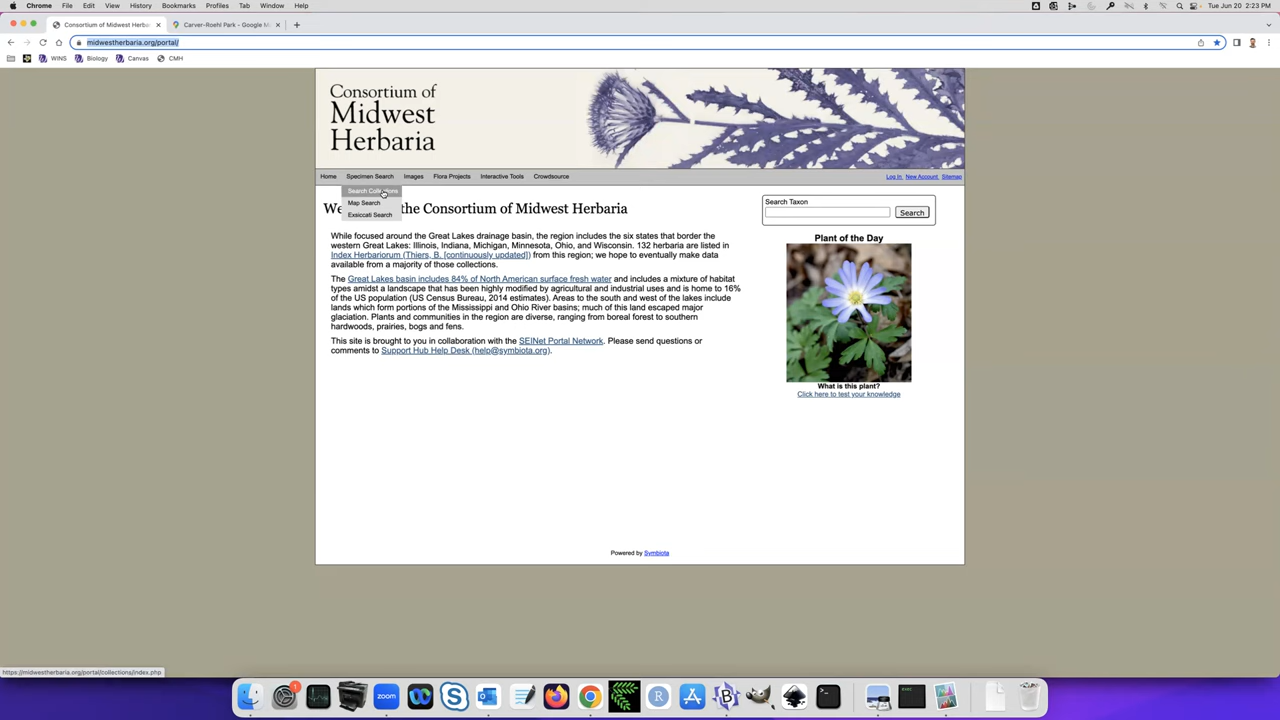 Chrome File Edit View History Bookmarks Profiles Tab Window Help Tue Jun 20 2:23 PM
Consortium of Midwest Herba Carver-Roehl Park - Google M
midwestherbaria.org/portal/
WINS Biology Canvas CMH
Consortium of
Midwest
Herbaria
Home Specimen Search Images Flora Projects Interactive Tools Crowdsource Log In New Account Sitemap
Search Collections
Map Search
Exsiccati Search
We the Consortium of Midwest Herbaria
While focused around the Great Lakes drainage basin, the region includes the six states that border the
western Great Lakes: Illinois, Indiana, Michigan, Minnesota, Ohio, and Wisconsin. 132 herbaria are listed in
Index Herbariorum (Thiers, B. [continuously updated]) from this region; we hope to eventually make data
available from a majority of those collections.
The Great Lakes basin includes 84% of North American surface fresh water and includes a mixture of habitat
types amidst a landscape that has been highly modified by agricultural and industrial uses and is home to 16%
of the US population (US Census Bureau, 2014 estimates). Areas to the south and west of the lakes include
lands which form portions of the Mississippi and Ohio River basins; much of this land escaped major
glaciation. Plants and communities in the region are diverse, ranging from boreal forest to southern
hardwoods, prairies, bogs and fens.
This site is brought to you in collaboration with the SEINet Portal Network. Please send questions or
comments to Support Hub Help Desk (help@symbiota.org).
Search Taxon
Search
Plant of the Day
What is this plant?
Click here to test your knowledge
Powered by Symbiota
https://midwestherbaria.org/portal/collections/index.php
1
zoom